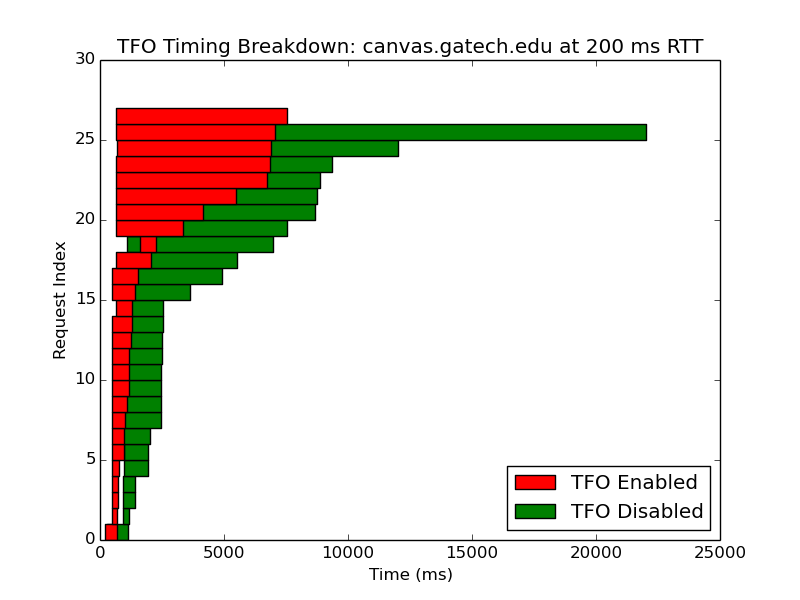 TFO Timing Breakdown: canvas.gatech.edu at 200 ms RTT
30
25
20
15
10
5
0
Request Index
0 5000 10000 15000 20000 25000
Time (ms)
TFO Enabled
TFO Disabled